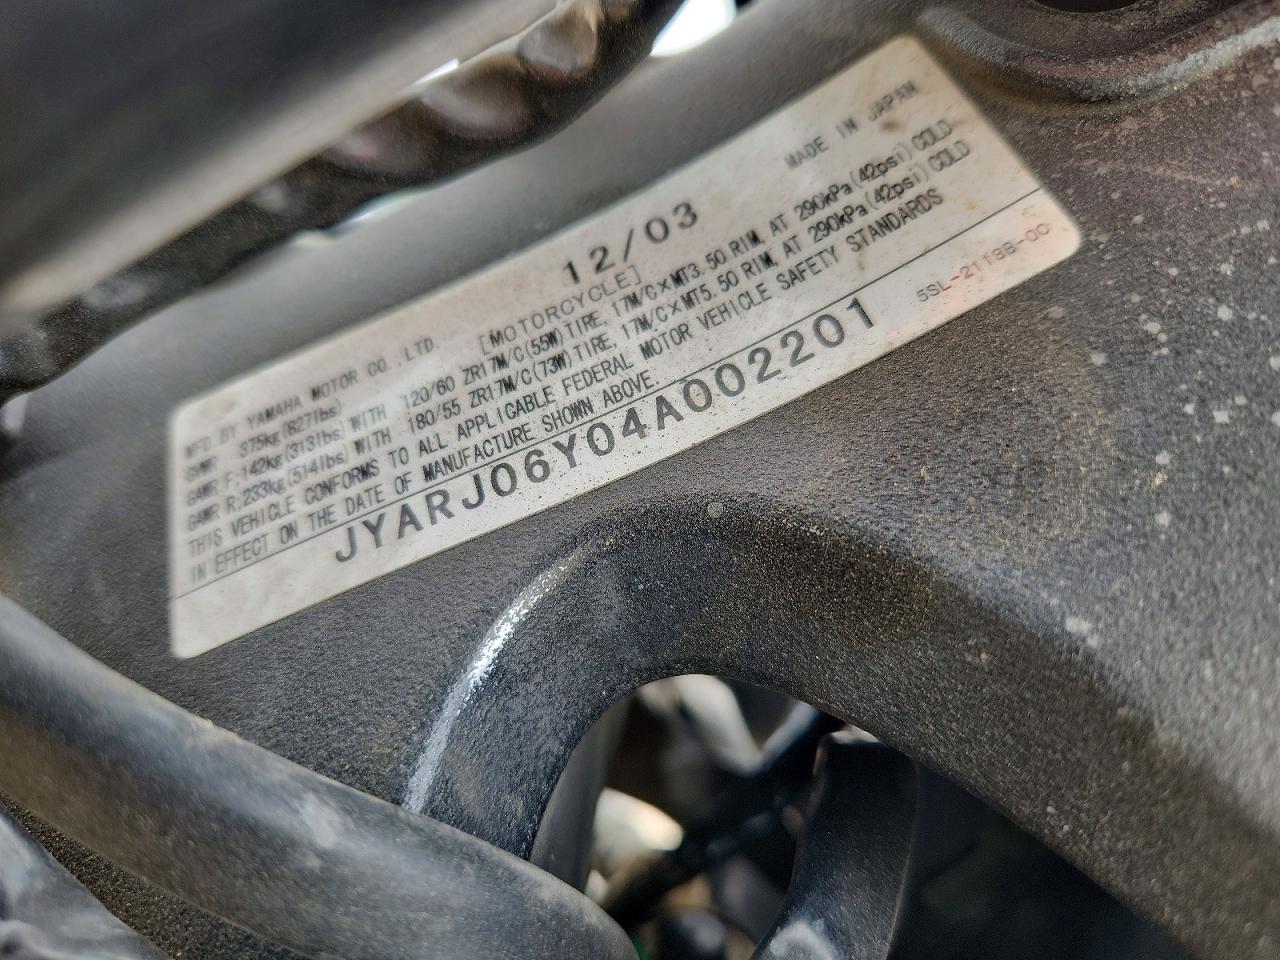 MFD. BY YAMAHA MOTOR CO.,LTD. 12/03 MADE IN JAPAN
GVWR 375kg(827lbs) [MOTORCYCLE]
GAWR F:142kg(313lbs)WITH 120/60 ZR17M/C(55W)TIRE, 17M/C×MT3.50 RIM, AT 290kPa(42psi)COLD
GAWR R:233kg(514lbs)WITH 180/55 ZR17M/C(73W)TIRE, 17M/C×MT5.50 RIM, AT 290kPa(42psi)COLD
THIS VEHICLE CONFORMS TO ALL APPLICABLE FEDERAL MOTOR VEHICLE SAFETY STANDARDS
IN EFFECT ON THE DATE OF MANUFACTURE SHOWN ABOVE.
JYARJ06Y04A002201